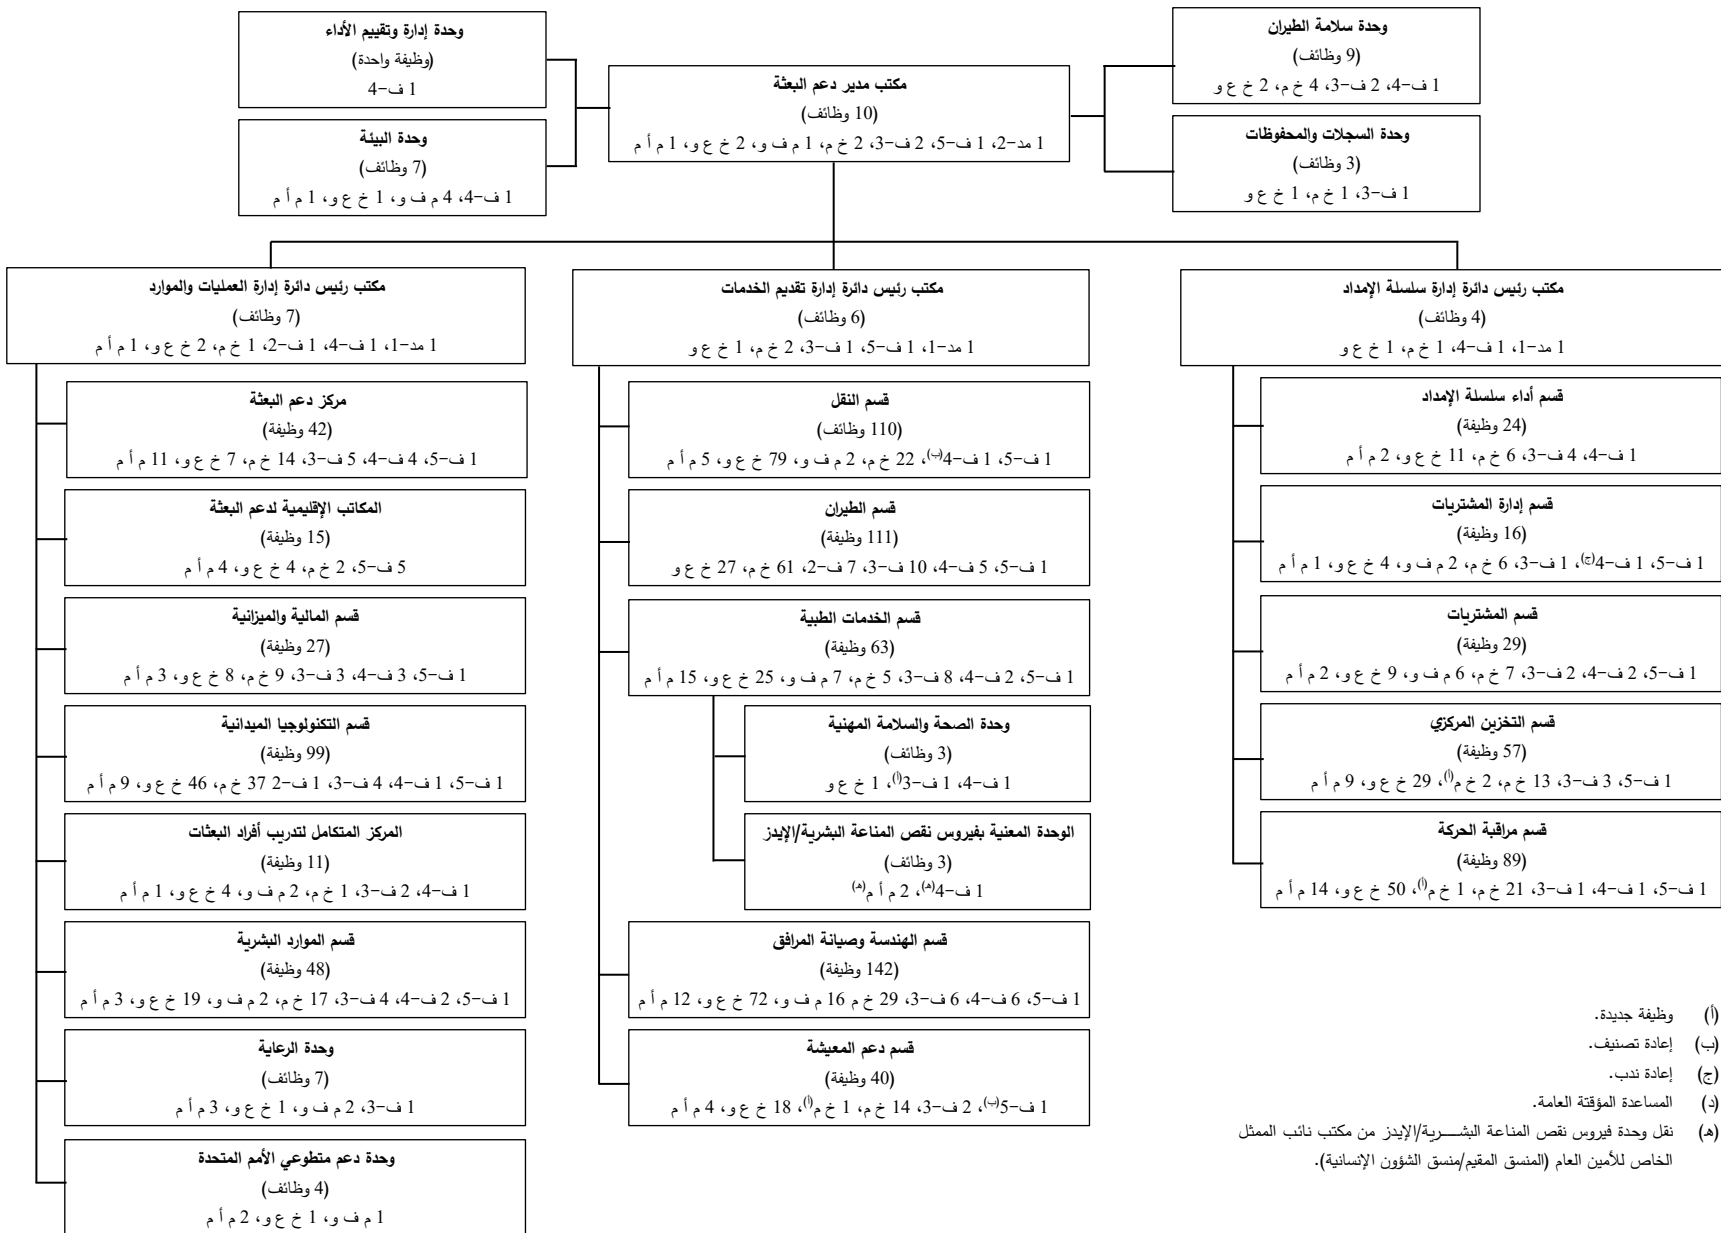 وحدة إدارة وتقييم الأداء
(وظيفة واحدة)
1 ف-4
وحدة البيئة
(7 وظائف)
1 ف-4، 4 م ف و، 1 خ ع و، 1 م أ م
مكتب مدير دعم البعثة
(10 وظائف)
1 مد-2، 1 ف-5، 2 ف-3، 2 خ م، 1 م ف و، 2 خ ع و، 1 م أ م
وحدة سلامة الطيران
(9 وظائف)
1 ف-4، 2 ف-3، 4 خ م، 2 خ ع و
وحدة السجلات والمحفوظات
(3 وظائف)
1 ف-3، 1 خ م، 1 خ ع و
مكتب رئيس دائرة إدارة سلسلة الإمداد
(4 وظائف)
1 مد-1، 1 ف-4، 1 خ م، 1 خ ع و
قسم أداء سلسلة الإمداد
(24 وظيفة)
1 ف-4، 4 ف-3، 6 خ م، 11 خ ع و، 2 م أ م
قسم إدارة المشتريات
(16 وظيفة)
1 ف-5، 1 ف-4(ج)، 1 ف-3، 6 خ م، 2 م ف و، 4 خ ع و، 1 م أ م
قسم المشتريات
(29 وظيفة)
1 ف-5، 2 ف-4، 2 ف-3، 7 خ م، 6 م ف و، 9 خ ع و، 2 م أ م
قسم التخزين المركزي
(57 وظيفة)
1 ف-5، 3 ف-3، 13 خ م، 2 خ م(أ)، 29 خ ع و، 9 م أ م
قسم مراقبة الحركة
(89 وظيفة)
1 ف-5، 1 ف-4، 1 ف-3، 21 خ م، 1 خ م(أ)، 50 خ ع و، 14 م أ م
مكتب رئيس دائرة إدارة تقديم الخدمات
(6 وظائف)
1 مد-1، 1 ف-5، 1 ف-3، 2 خ م، 1 خ ع و
قسم النقل
(110 وظائف)
1 ف-5، 1 ف-4(ب)، 22 خ م، 2 م ف و، 79 خ ع و، 5 م أ م
قسم الطيران
(111 وظيفة)
1 ف-5، 5 ف-4، 10 ف-3، 7 ف-2، 61 خ م، 27 خ ع و
قسم الخدمات الطبية
(63 وظيفة)
1 ف-5، 2 ف-4، 8 ف-3، 5 خ م، 7 م ف و، 25 خ ع و، 15 م أ م
وحدة الصحة والسلامة المهنية
(3 وظائف)
1 ف-4، 1 ف-3(أ)، 1 خ ع و
الوحدة المعنية بفيروس نقص المناعة البشرية/الإيدز
(3 وظائف)
1 ف-4(ه)، 2 م أ م(ه)
قسم الهندسة وصيانة المرافق
(142 وظيفة)
1 ف-5، 6 ف-4، 6 ف-3، 29 خ م 16 م ف و، 72 خ ع و، 12 م أ م
قسم دعم المعيشة
(40 وظيفة)
1 ف-5(ب)، 2 ف-3، 14 خ م، 1 خ م(أ)، 18 خ ع و، 4 م أ م
مكتب رئيس دائرة إدارة العمليات والموارد
(7 وظائف)
1 مد-1، 1 ف-4، 1 ف-2، 1 خ م، 2 خ ع و، 1 م أ م
مركز دعم البعثة
(42 وظيفة)
1 ف-5، 4 ف-4، 5 ف-3، 14 خ م، 7 خ ع و، 11 م أ م
المكاتب الإقليمية لدعم البعثة
(15 وظيفة)
5 ف-5، 2 خ م، 4 خ ع و، 4 م أ م
قسم المالية والميزانية
(27 وظيفة)
1 ف-5، 3 ف-4، 3 ف-3، 9 خ م، 8 خ ع و، 3 م أ م
قسم التكنولوجيا الميدانية
(99 وظيفة)
1 ف-5، 1 ف-4، 4 ف-3، 1 ف-2 37 خ م، 46 خ ع و، 9 م أ م
المركز المتكامل لتدريب أفراد البعثات
(11 وظيفة)
1 ف-4، 2 ف-3، 1 خ م، 2 م ف و، 4 خ ع و، 1 م أ م
قسم الموارد البشرية
(48 وظيفة)
1 ف-5، 2 ف-4، 4 ف-3، 17 خ م، 2 م ف و، 19 خ ع و، 3 م أ م
وحدة الرعاية
(7 وظائف)
1 ف-3، 2 م ف و، 1 خ ع و، 3 م أ م
وحدة دعم متطوعي الأمم المتحدة
(4 وظائف)
1 م ف و، 1 خ ع و، 2 م أ م
(أ) وظيفة جديدة.
(ب) إعادة تصنيف.
(ج) إعادة ندب.
(د) المساعدة المؤقتة العامة.
(ه) نقل وحدة فيروس نقص المناعة البشرية/الإيدز من مكتب نائب الممثل
الخاص للأمين العام (المنسق المقيم/منسق الشؤون الإنسانية).